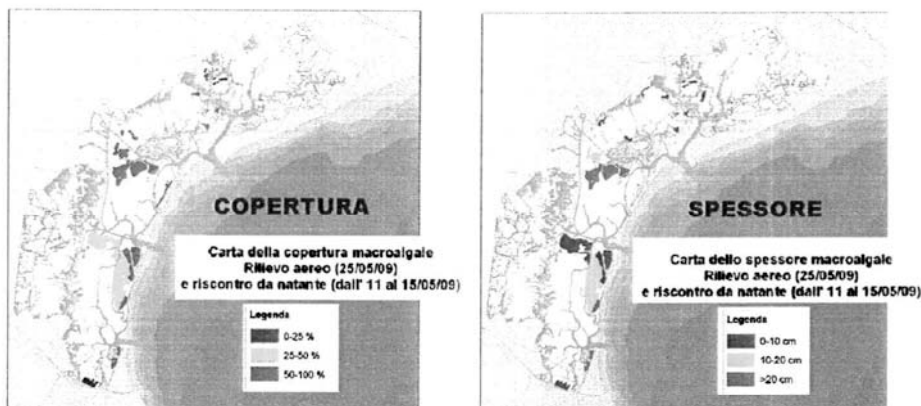 COPERTURA
Carta della copertura macroalgale
Rilievo aereo (25/05/09)
e riscontro da natante (dall' 11 al 15/05/09)
Legenda
0-25 %
25-50 %
50-100 %
SPESSORE
Carta dello spessore macroalgale
Rilievo aereo (25/05/09)
e riscontro da natante (dall' 11 al 15/05/09)
Legenda
0-10 cm
10-20 cm
>20 cm